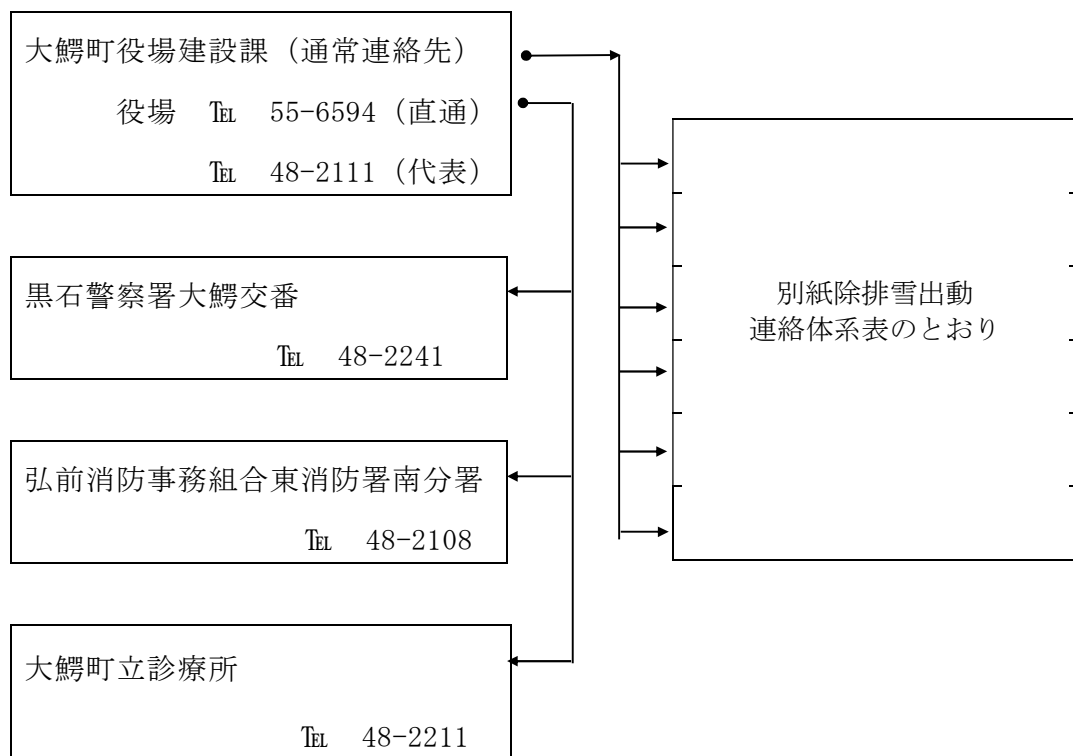 大鰐町役場建設課（通常連絡先）
役場　℡　55-6594（直通）
℡　48-2111（代表）
黒石警察署大鰐交番
℡　48-2241
弘前消防事務組合東消防署南分署
℡　48-2108
大鰐町立診療所
℡　48-2211
別紙除排雪出動
連絡体系表のとおり